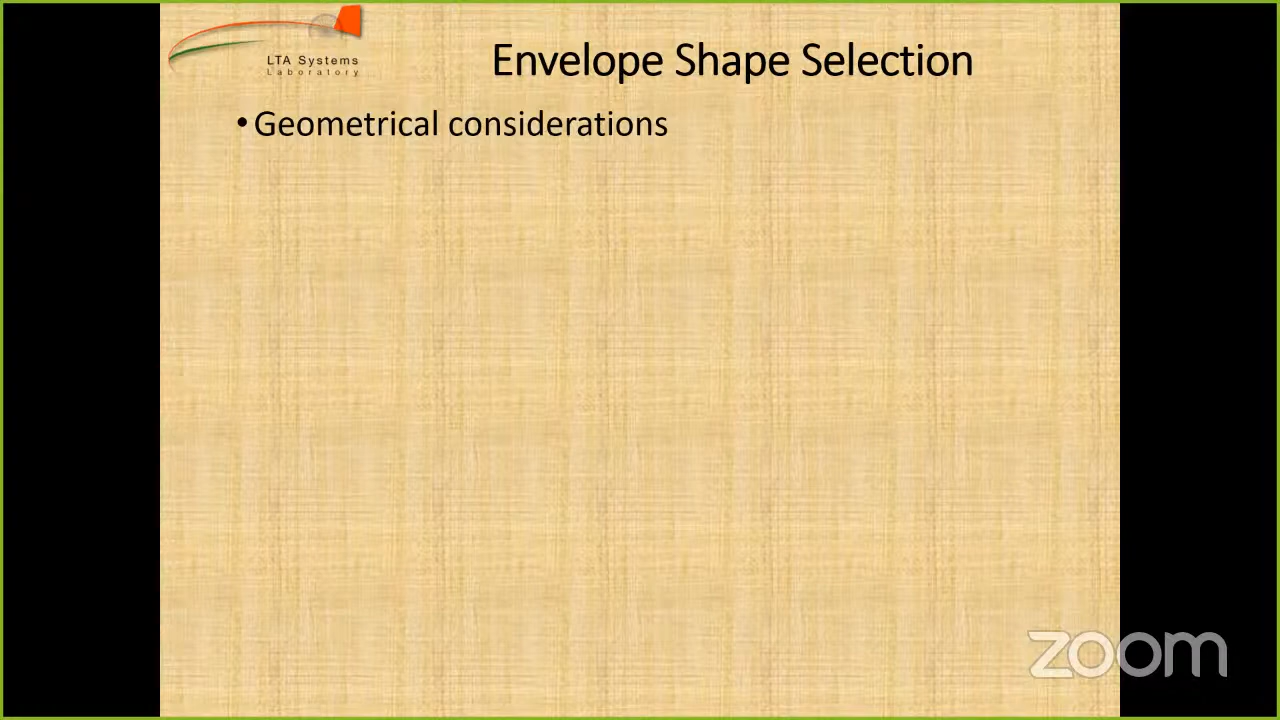 LTA Systems
Laboratory
Envelope Shape Selection
• Geometrical considerations
zoom